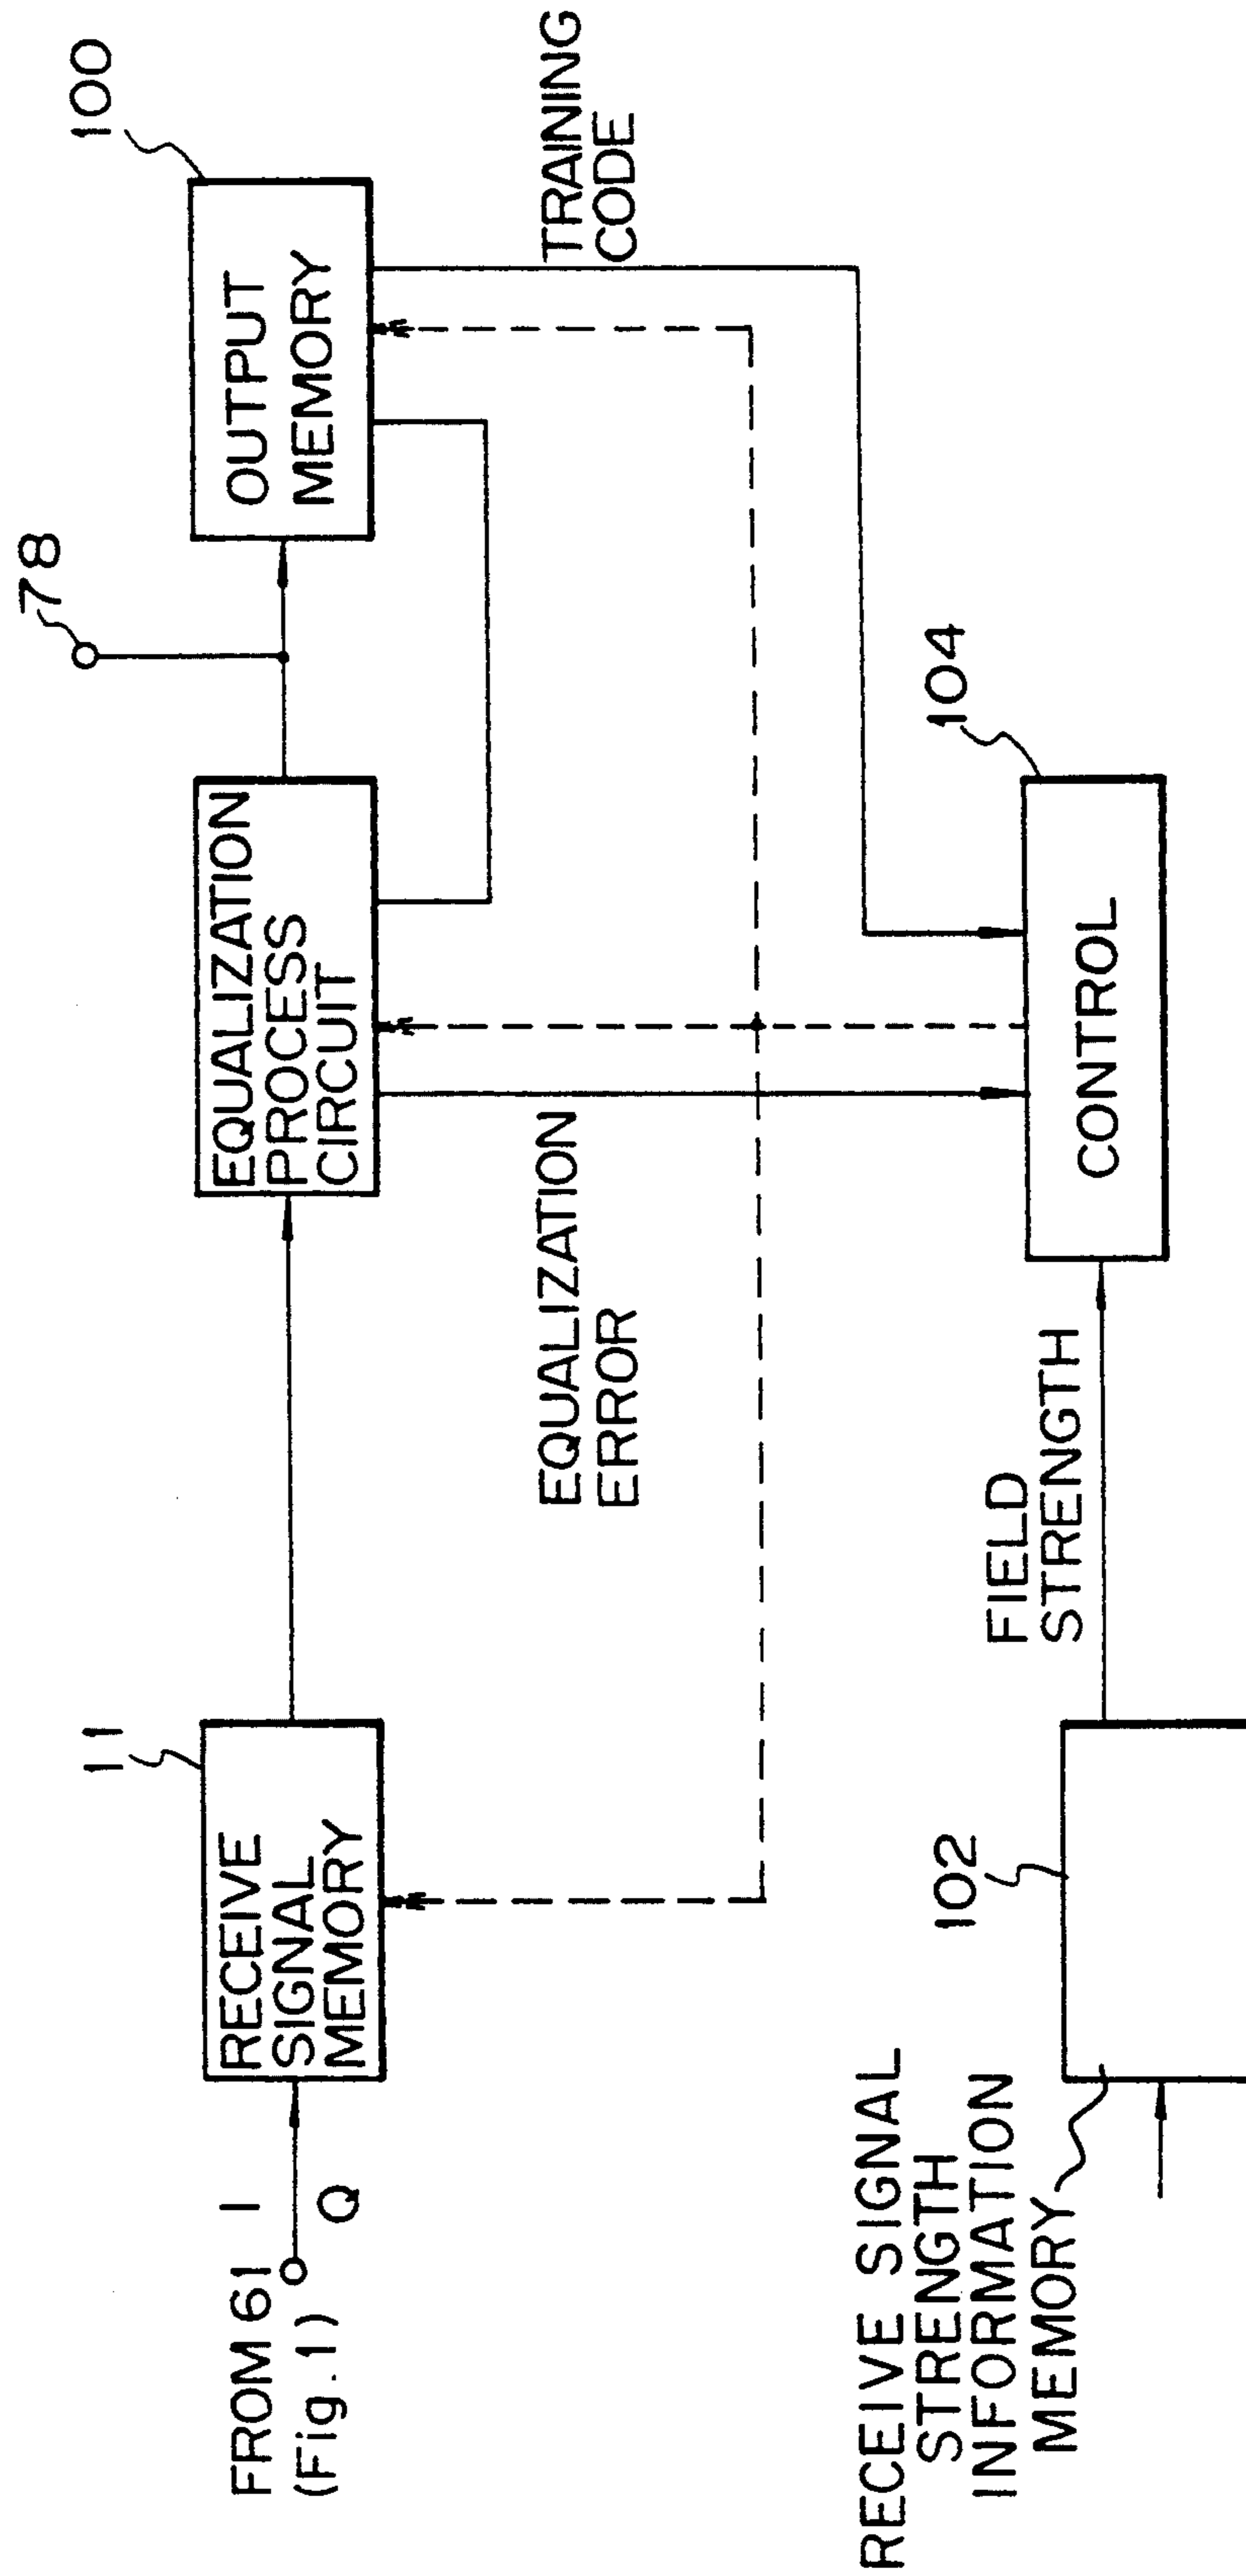 FROM 61
(Fig. 1)
I
Q
11
RECEIVE
SIGNAL
MEMORY
EQUALIZATION
PROCESS
CIRCUIT
78
100
OUTPUT
MEMORY
EQUALIZATION
ERROR
TRAINING
CODE
RECEIVE SIGNAL
STRENGTH
INFORMATION
MEMORY
102
FIELD
STRENGTH
104
CONTROL